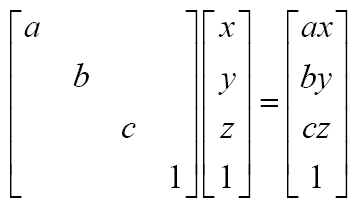 a x ax
b y = by
c z cz
1 1 1